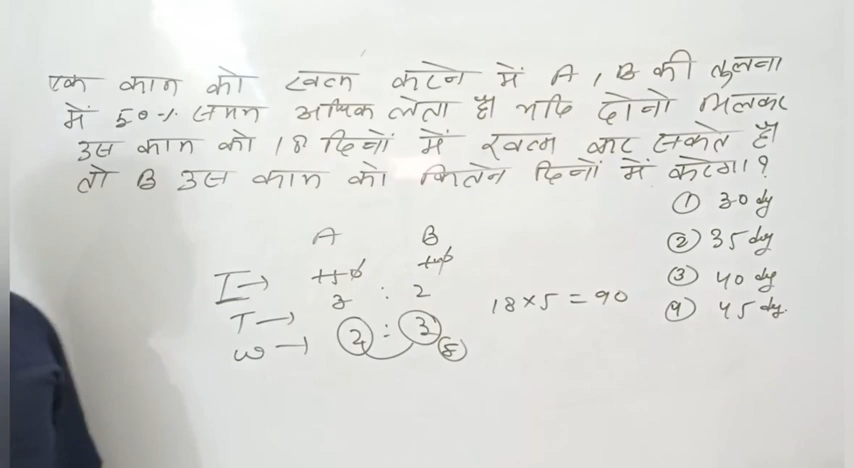 एक काम को खत्म करने में A, B की तुलना
में 50% समय अधिक लेता है। यदि दोनो मिलकर
उस काम को 18 दिनों में खत्म कर सकते है
तो B उस काम को कितने दिनों में करेगा?
① 30 dy
② 35 dy
③ 40 dy
④ 45 dy.
A B
T → 3 : 2
18 × 5 = 90
W → 2 : 3 5